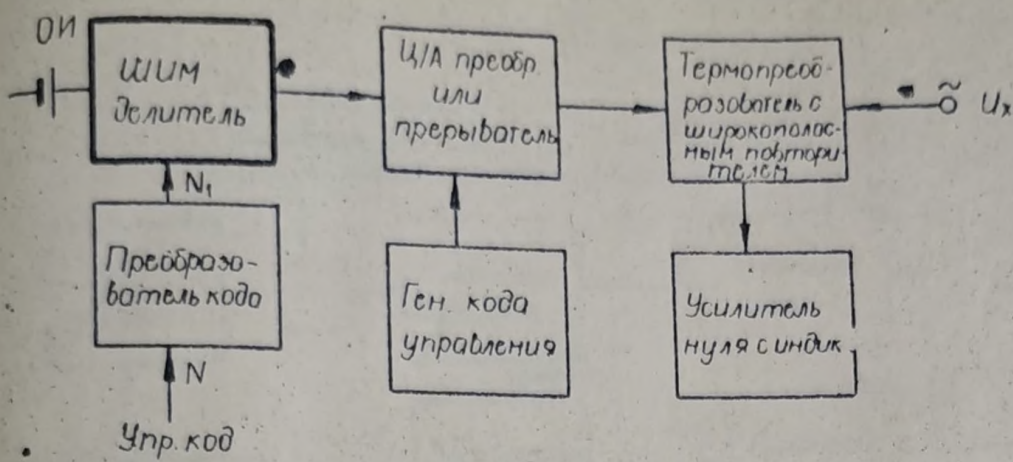 ОИ
ШИМ
делитель
Ц/А преобр.
или
прерыватель
Термопреоб-
разователь с
широкополос-
ным повтори-
телем
~ Uх
N₁
Преобразо-
ватель кода
Ген. кода
управления
Усилитель
нуля с индик.
N
Упр. код